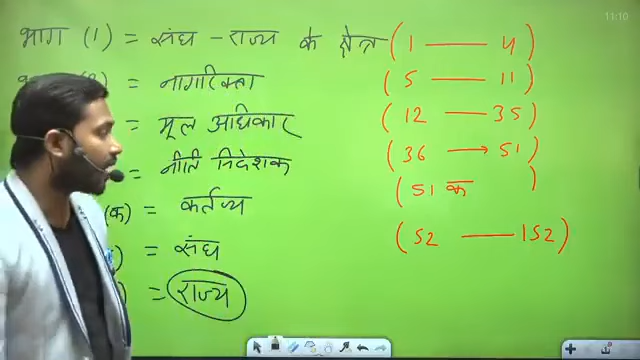 11:10
भाग (1) = संघ - राज्य के क्षेत्र (1 —— 4)
= नागरिक्ता (5 —— 11)
= मूल अधिकार (12 —— 35)
= नीति निदेशक (36 → 51)
(क) = कर्तव्य (51 क )
) = संघ (52 —— 152)
) = राज्य